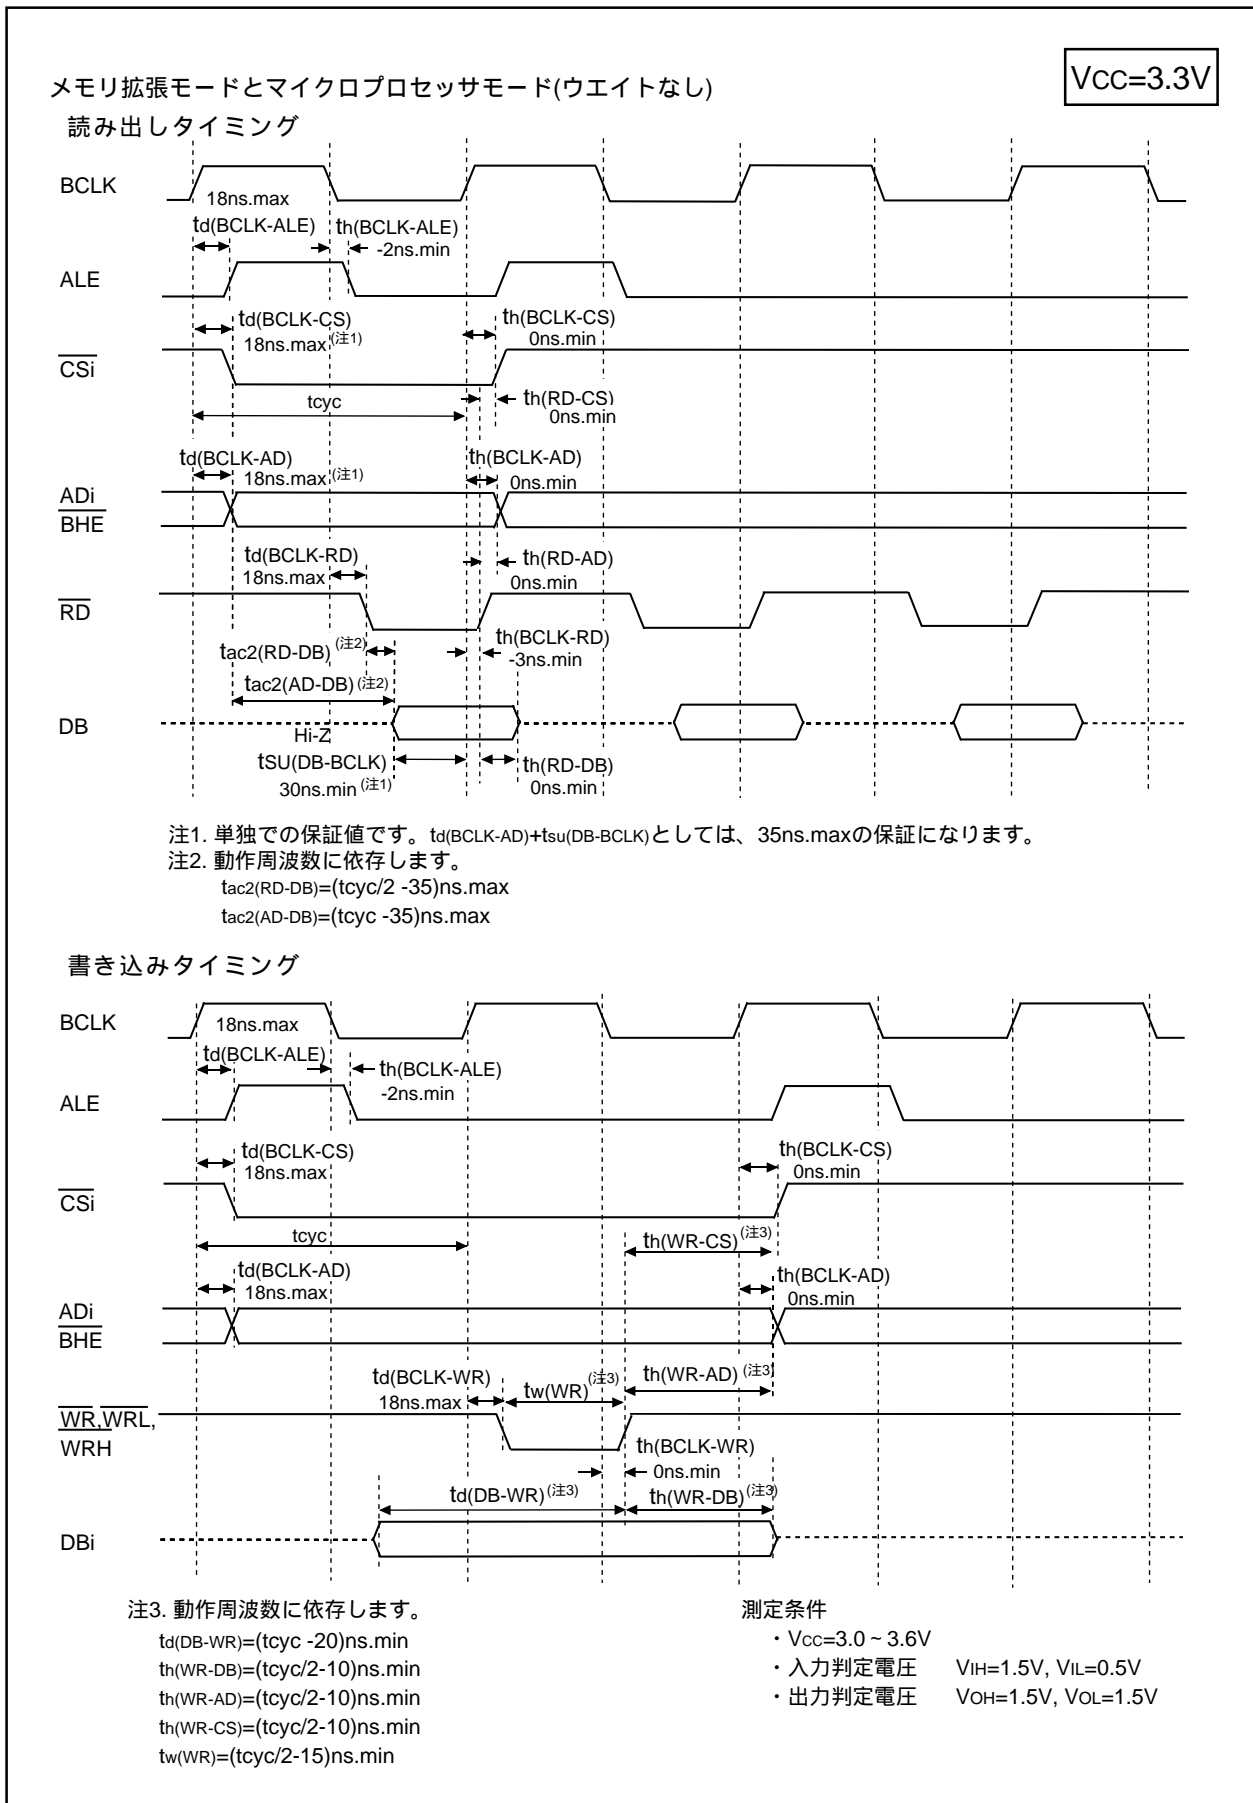 VCC=3.3V
メモリ拡張モードとマイクロプロセッサモード(ウエイトなし)
読み出しタイミング
BCLK
18ns.max
td(BCLK-ALE)
th(BCLK-ALE)
-2ns.min
ALE
td(BCLK-CS)
18ns.max(注1)
th(BCLK-CS)
0ns.min
CSi
tcyc
th(RD-CS)
0ns.min
td(BCLK-AD)
18ns.max(注1)
th(BCLK-AD)
0ns.min
ADi
BHE
td(BCLK-RD)
18ns.max
th(RD-AD)
0ns.min
RD
tac2(RD-DB)(注2)
th(BCLK-RD)
-3ns.min
tac2(AD-DB)(注2)
DB
Hi-Z
tSU(DB-BCLK)
30ns.min(注1)
th(RD-DB)
0ns.min
注1. 単独での保証値です。td(BCLK-AD)+tsu(DB-BCLK)としては、35ns.maxの保証になります。
注2. 動作周波数に依存します。
tac2(RD-DB)=(tcyc/2 -35)ns.max
tac2(AD-DB)=(tcyc -35)ns.max
書き込みタイミング
BCLK
18ns.max
td(BCLK-ALE)
th(BCLK-ALE)
-2ns.min
ALE
td(BCLK-CS)
18ns.max
th(BCLK-CS)
0ns.min
CSi
tcyc
th(WR-CS)(注3)
td(BCLK-AD)
18ns.max
th(BCLK-AD)
0ns.min
ADi
BHE
td(BCLK-WR)
18ns.max
tw(WR)(注3)
th(WR-AD)(注3)
WR,WRL,
WRH
th(BCLK-WR)
0ns.min
td(DB-WR)(注3)
th(WR-DB)(注3)
DBi
注3. 動作周波数に依存します。
td(DB-WR)=(tcyc -20)ns.min
th(WR-DB)=(tcyc/2-10)ns.min
th(WR-AD)=(tcyc/2-10)ns.min
th(WR-CS)=(tcyc/2-10)ns.min
tw(WR)=(tcyc/2-15)ns.min
測定条件
・VCC=3.0～3.6V
・入力判定電圧 VIH=1.5V, VIL=0.5V
・出力判定電圧 VOH=1.5V, VOL=1.5V